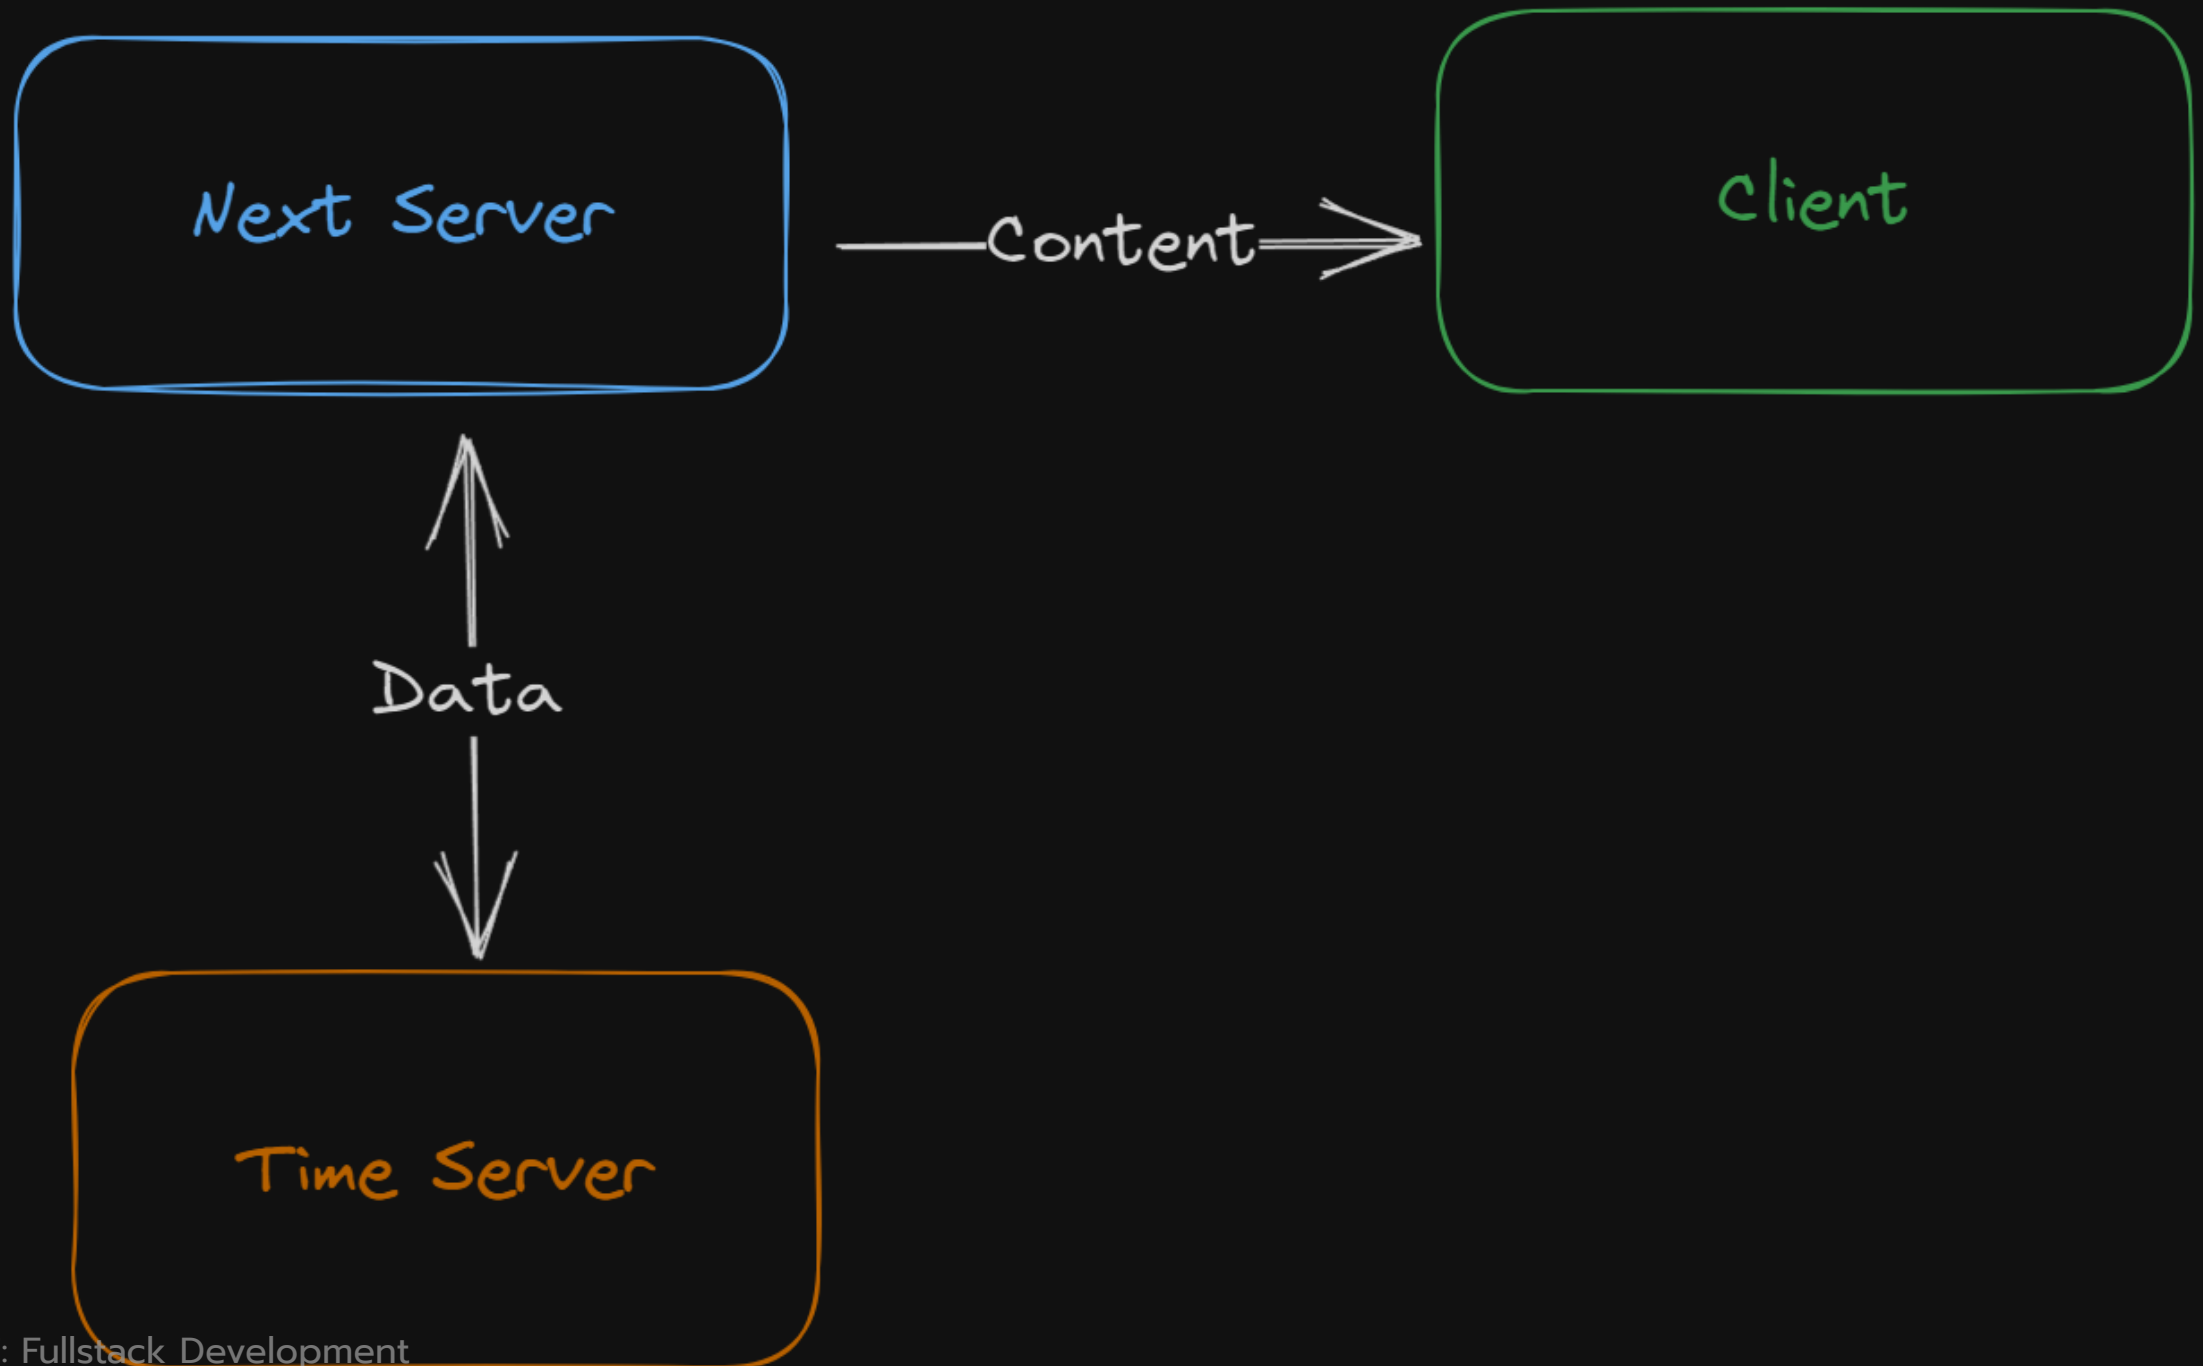 Next Server
Client
Content
Data
Time Server
: Fullstack Development